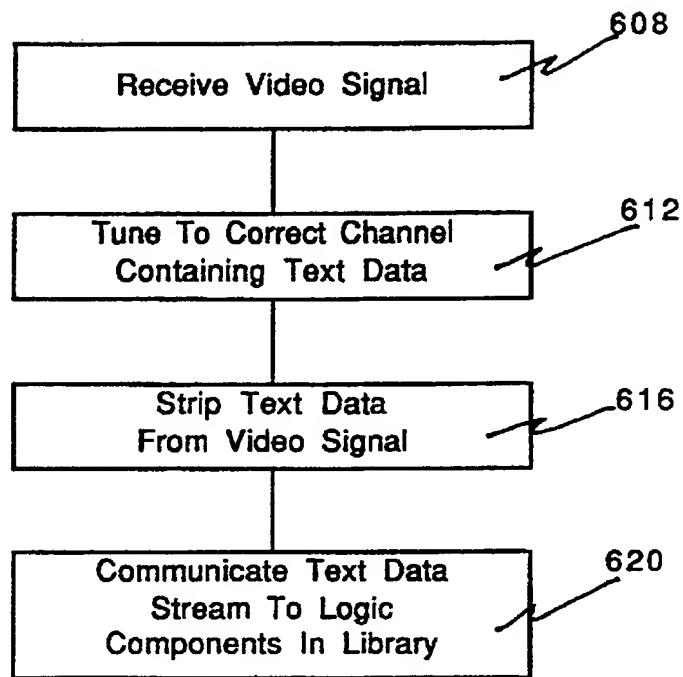 608
Receive Video Signal
612
Tune To Correct Channel
Containing Text Data
616
Strip Text Data
From Video Signal
620
Communicate Text Data
Stream To Logic
Components In Library